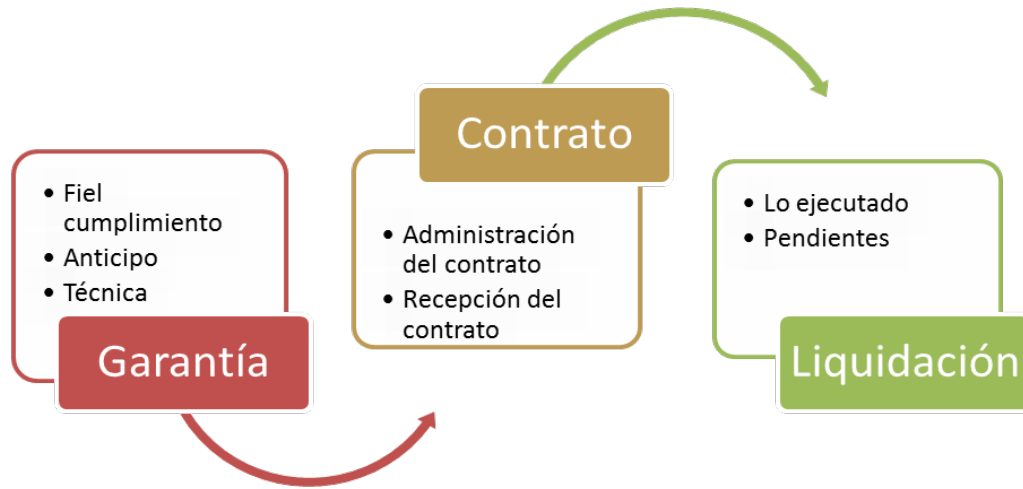 • Fiel
cumplimiento
• Anticipo
• Técnica
Garantía
Contrato
• Administración
del contrato
• Recepción del
contrato
• Lo ejecutado
• Pendientes
Liquidación